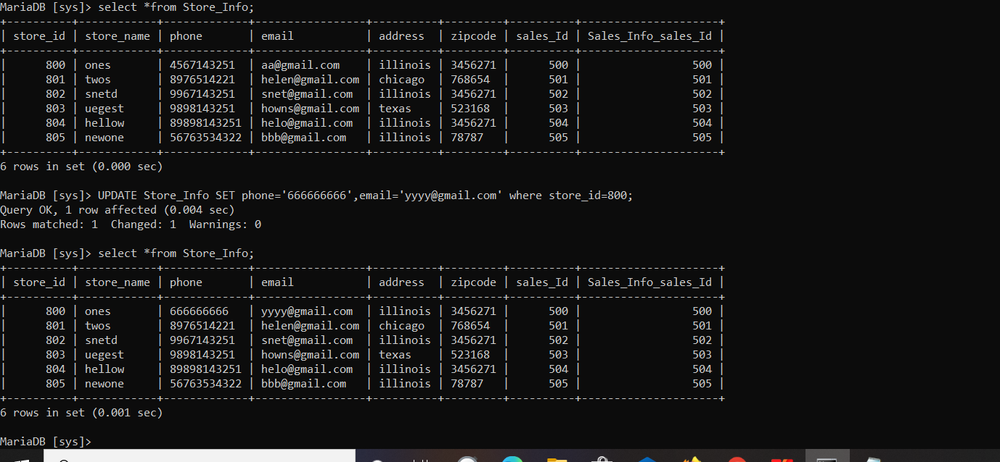 MariaDB [sys]> select *from Store_Info;
+----------+------------+-------------+-----------------+----------+---------+----------+---------------------+
| store_id | store_name | phone       | email           | address  | zipcode | sales_Id | Sales_Info_sales_Id |
+----------+------------+-------------+-----------------+----------+---------+----------+---------------------+
|      800 | ones       | 4567143251  | aa@gmail.com    | illinois | 3456271 |      500 |                 500 |
|      801 | twos       | 8976514221  | helen@gmail.com | chicago  | 768654  |      501 |                 501 |
|      802 | snetd      | 9967143251  | snet@gmail.com  | illinois | 3456271 |      502 |                 502 |
|      803 | uegest     | 9898143251  | howns@gmail.com | texas    | 523168  |      503 |                 503 |
|      804 | hellow     | 89898143251 | helo@gmail.com  | illinois | 3456271 |      504 |                 504 |
|      805 | newone     | 56763534322 | bbb@gmail.com   | illinois | 78787   |      505 |                 505 |
+----------+------------+-------------+-----------------+----------+---------+----------+---------------------+
6 rows in set (0.000 sec)
MariaDB [sys]> UPDATE Store_Info SET phone='666666666',email='yyyy@gmail.com' where store_id=800;
Query OK, 1 row affected (0.004 sec)
Rows matched: 1  Changed: 1  Warnings: 0
MariaDB [sys]> select *from Store_Info;
+----------+------------+-------------+-----------------+----------+---------+----------+---------------------+
| store_id | store_name | phone       | email           | address  | zipcode | sales_Id | Sales_Info_sales_Id |
+----------+------------+-------------+-----------------+----------+---------+----------+---------------------+
|      800 | ones       | 666666666   | yyyy@gmail.com  | illinois | 3456271 |      500 |                 500 |
|      801 | twos       | 8976514221  | helen@gmail.com | chicago  | 768654  |      501 |                 501 |
|      802 | snetd      | 9967143251  | snet@gmail.com  | illinois | 3456271 |      502 |                 502 |
|      803 | uegest     | 9898143251  | howns@gmail.com | texas    | 523168  |      503 |                 503 |
|      804 | hellow     | 89898143251 | helo@gmail.com  | illinois | 3456271 |      504 |                 504 |
|      805 | newone     | 56763534322 | bbb@gmail.com   | illinois | 78787   |      505 |                 505 |
+----------+------------+-------------+-----------------+----------+---------+----------+---------------------+
6 rows in set (0.001 sec)
MariaDB [sys]>